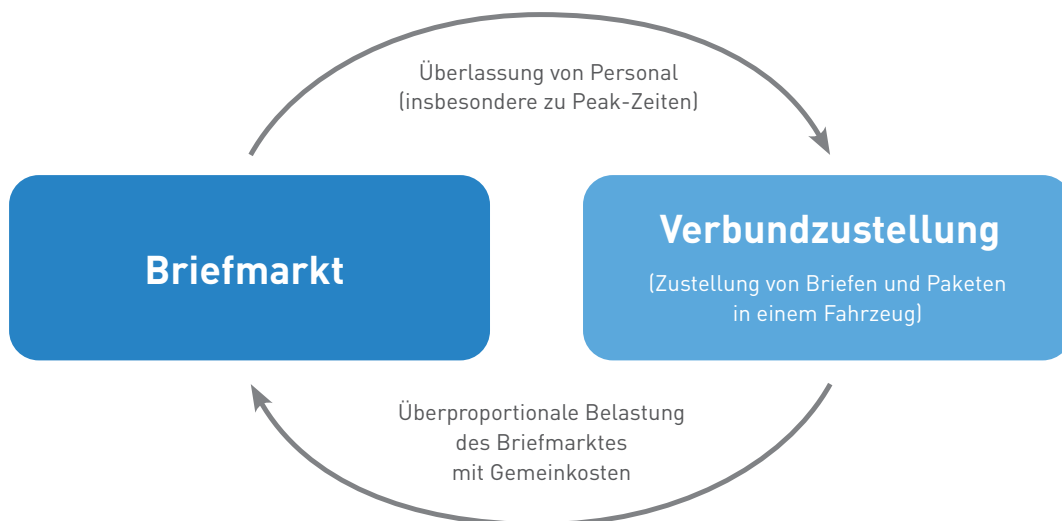 Überlassung von Personal
(insbesondere zu Peak-Zeiten)
Briefmarkt
Verbundzustellung
(Zustellung von Briefen und Paketen
in einem Fahrzeug)
Überproportionale Belastung
des Briefmarktes
mit Gemeinkosten